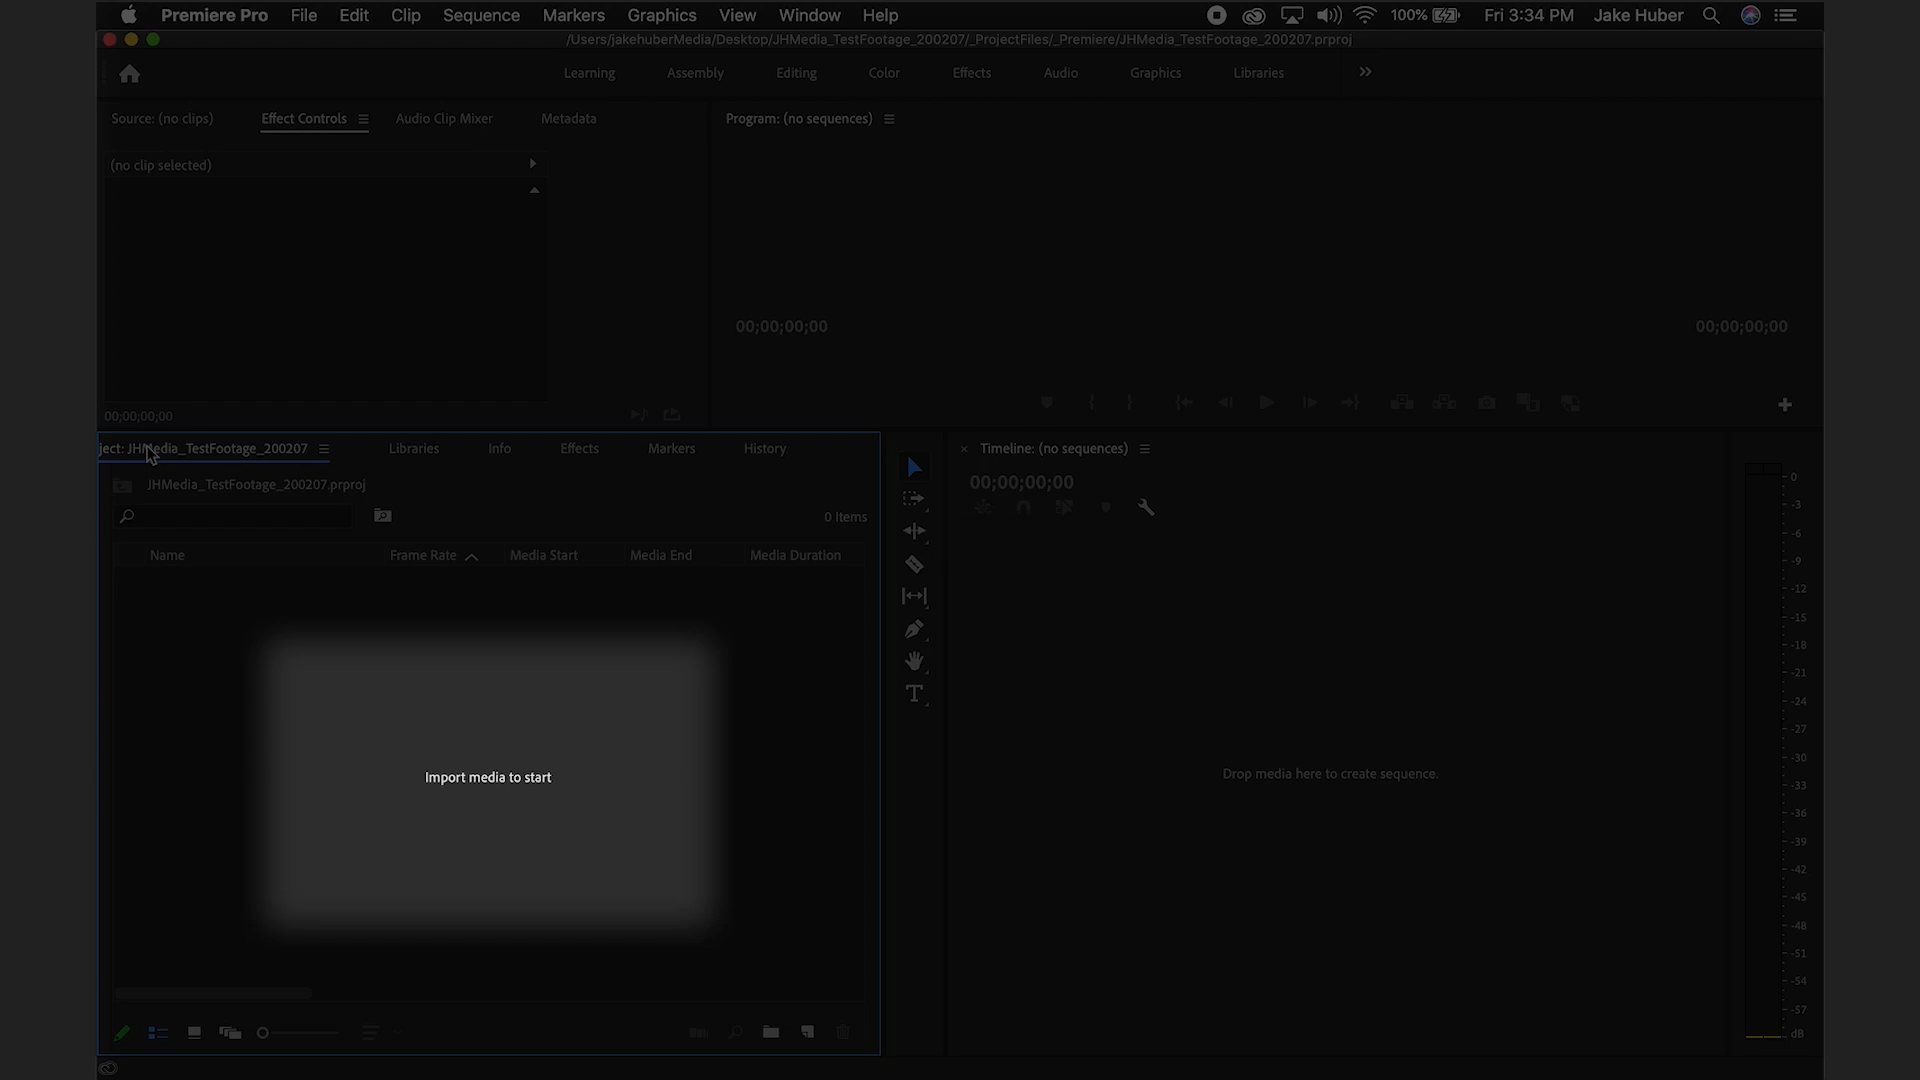 Premiere Pro File Edit Clip Sequence Markers Graphics View Window Help 100% Fri 3:34 PM Jake Huber
/Users/jakehuberMedia/Desktop/JHMedia_TestFootage_200207/_ProjectFiles/_Premiere/JHMedia_TestFootage_200207.prproj
Learning Assembly Editing Color Effects Audio Graphics Libraries
Source: (no clips) Effect Controls Audio Clip Mixer Metadata
Program: (no sequences)
(no clip selected)
00;00;00;00 00;00;00;00
00;00;00;00
ject: JHMedia_TestFootage_200207 Libraries Info Effects Markers History
Timeline: (no sequences)
JHMedia_TestFootage_200207.prproj
00;00;00;00
0 Items
Name Frame Rate Media Start Media End Media Duration
Import media to start
Drop media here to create sequence.
T
0
-3
-6
-9
-12
-15
-18
-21
-24
-27
-30
-33
-36
-39
-42
-45
-48
-51
-54
-57
dB